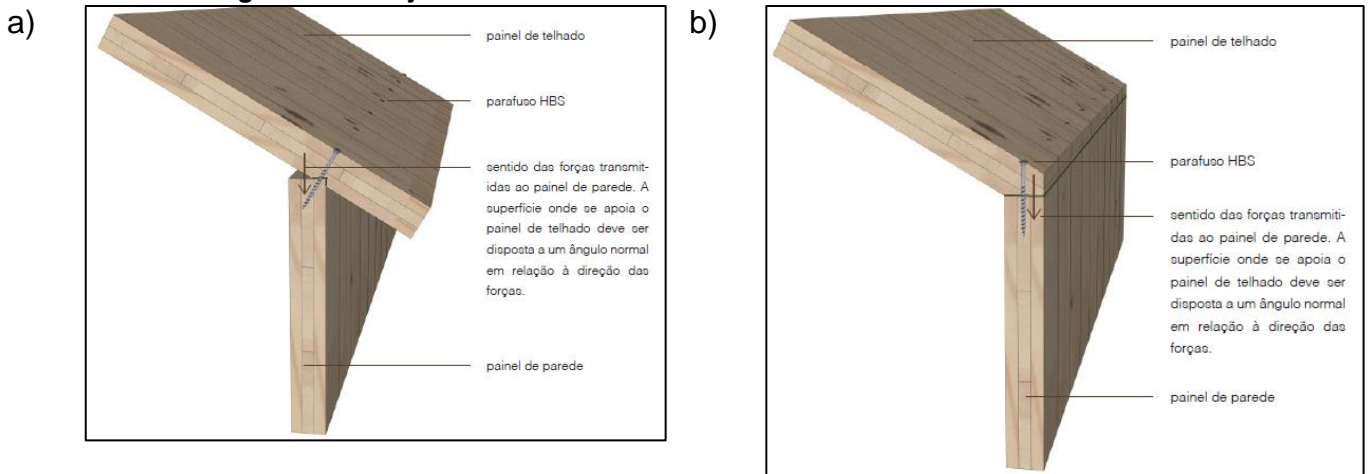 a)
painel de telhado
parafuso HBS
sentido das forças transmit-
idas ao painel de parede. A
superfície onde se apoia o
painel de telhado deve ser
disposta a um ângulo normal
em relação à direção das
forças.
painel de parede
b)
painel de telhado
parafuso HBS
sentido das forças transmiti-
das ao painel de parede. A
superfície onde se apoia o
painel de telhado deve ser
disposta a um ângulo normal
em relação à direção das
forças.
painel de parede